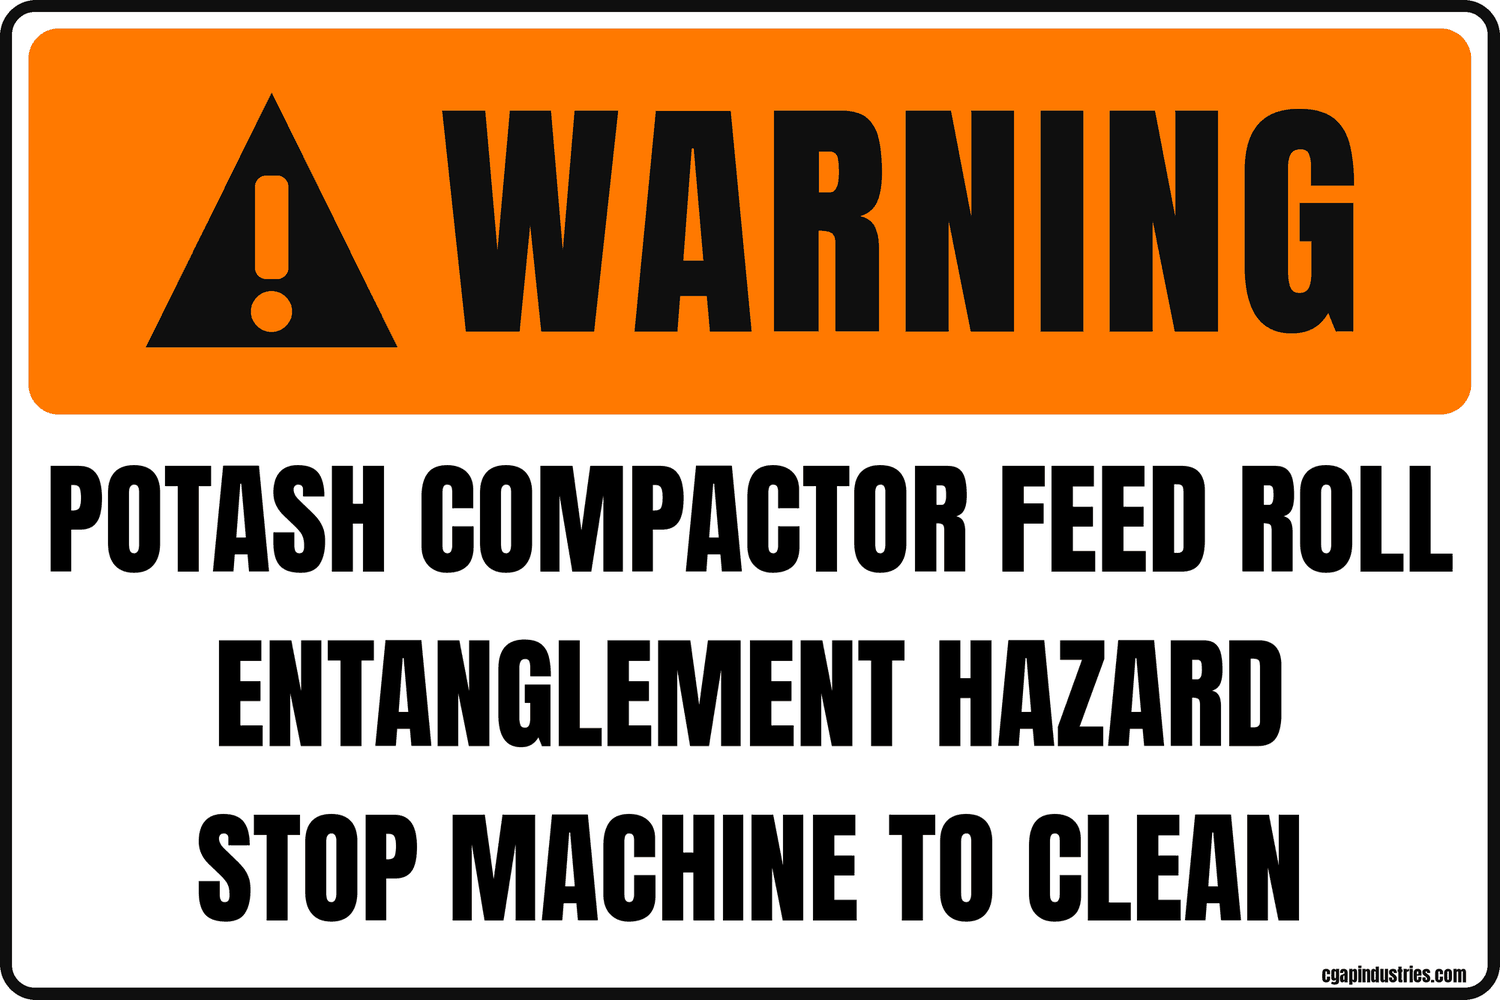 WARNING
POTASH COMPACTOR FEED ROLL
ENTANGLEMENT HAZARD
STOP MACHINE TO CLEAN
cgapindustries.com